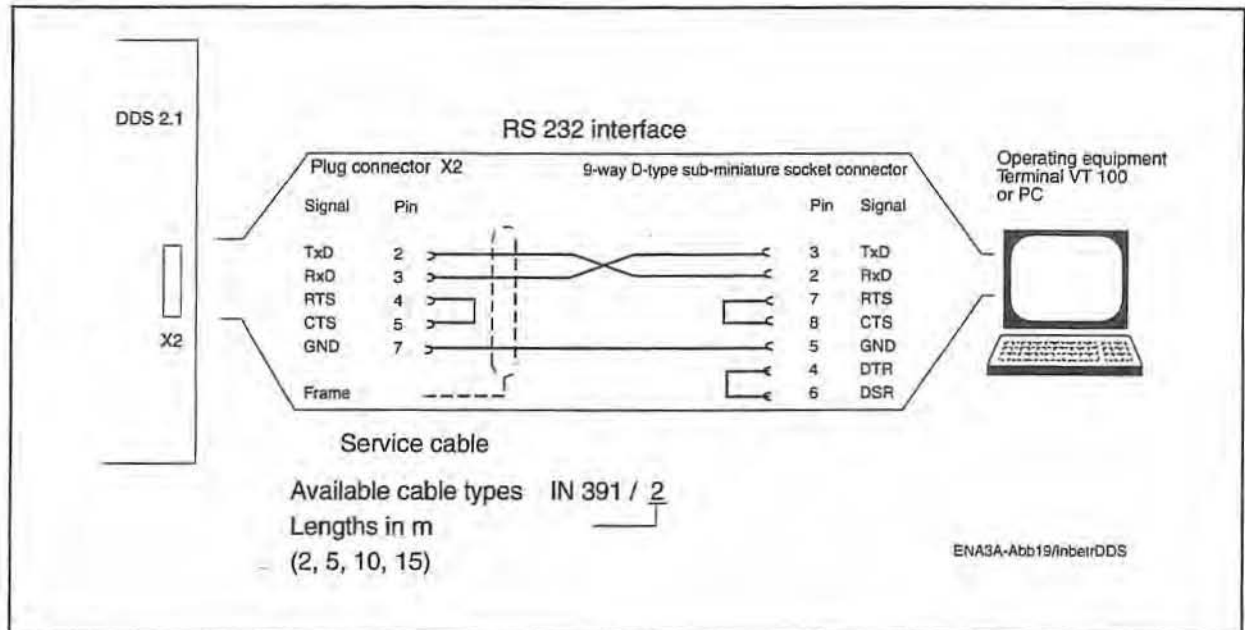 DDS 2.1
X2
RS 232 interface
Plug connector X2
9-way D-type sub-miniature socket connector
Signal Pin Pin Signal
TxD 2 3 TxD
RxD 3 2 RxD
RTS 4 7 RTS
CTS 5 8 CTS
GND 7 5 GND
4 DTR
Frame 6 DSR
Operating equipment
Terminal VT 100
or PC
Service cable
Available cable types IN 391 / 2
Lengths in m
(2, 5, 10, 15)
ENA3A-Abb19/InbetrDDS